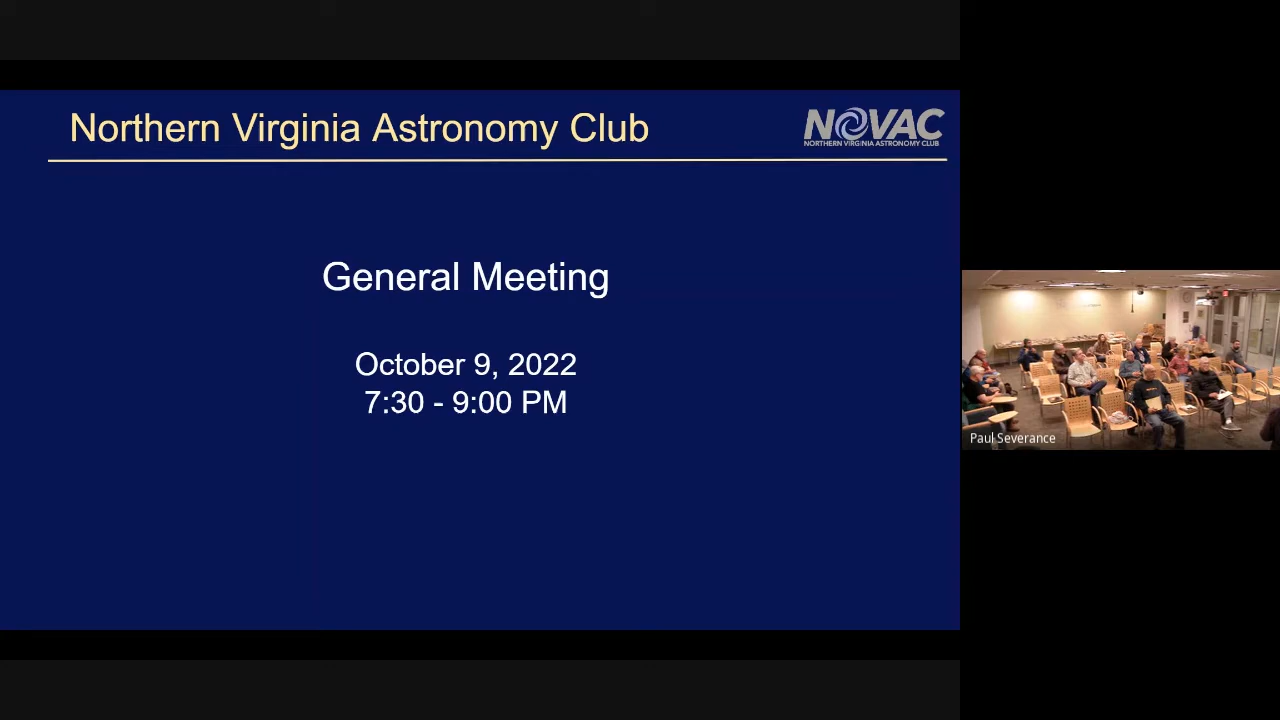 Northern Virginia Astronomy Club
NOVAC
NORTHERN VIRGINIA ASTRONOMY CLUB
General Meeting
October 9, 2022
7:30 - 9:00 PM
Paul Severance